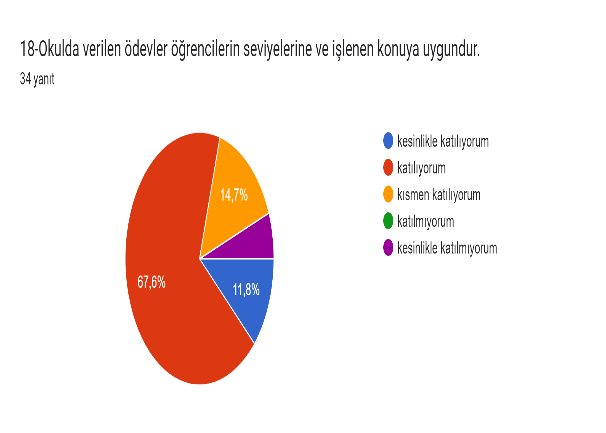 18-Okulda verilen ödevler öğrencilerin seviyelerine ve işlenen konuya uygundur.
34 yanıt
kesinlikle katılıyorum
katılıyorum
kısmen katılıyorum
katılmıyorum
kesinlikle katılmıyorum
14,7%
67,6%
11,8%